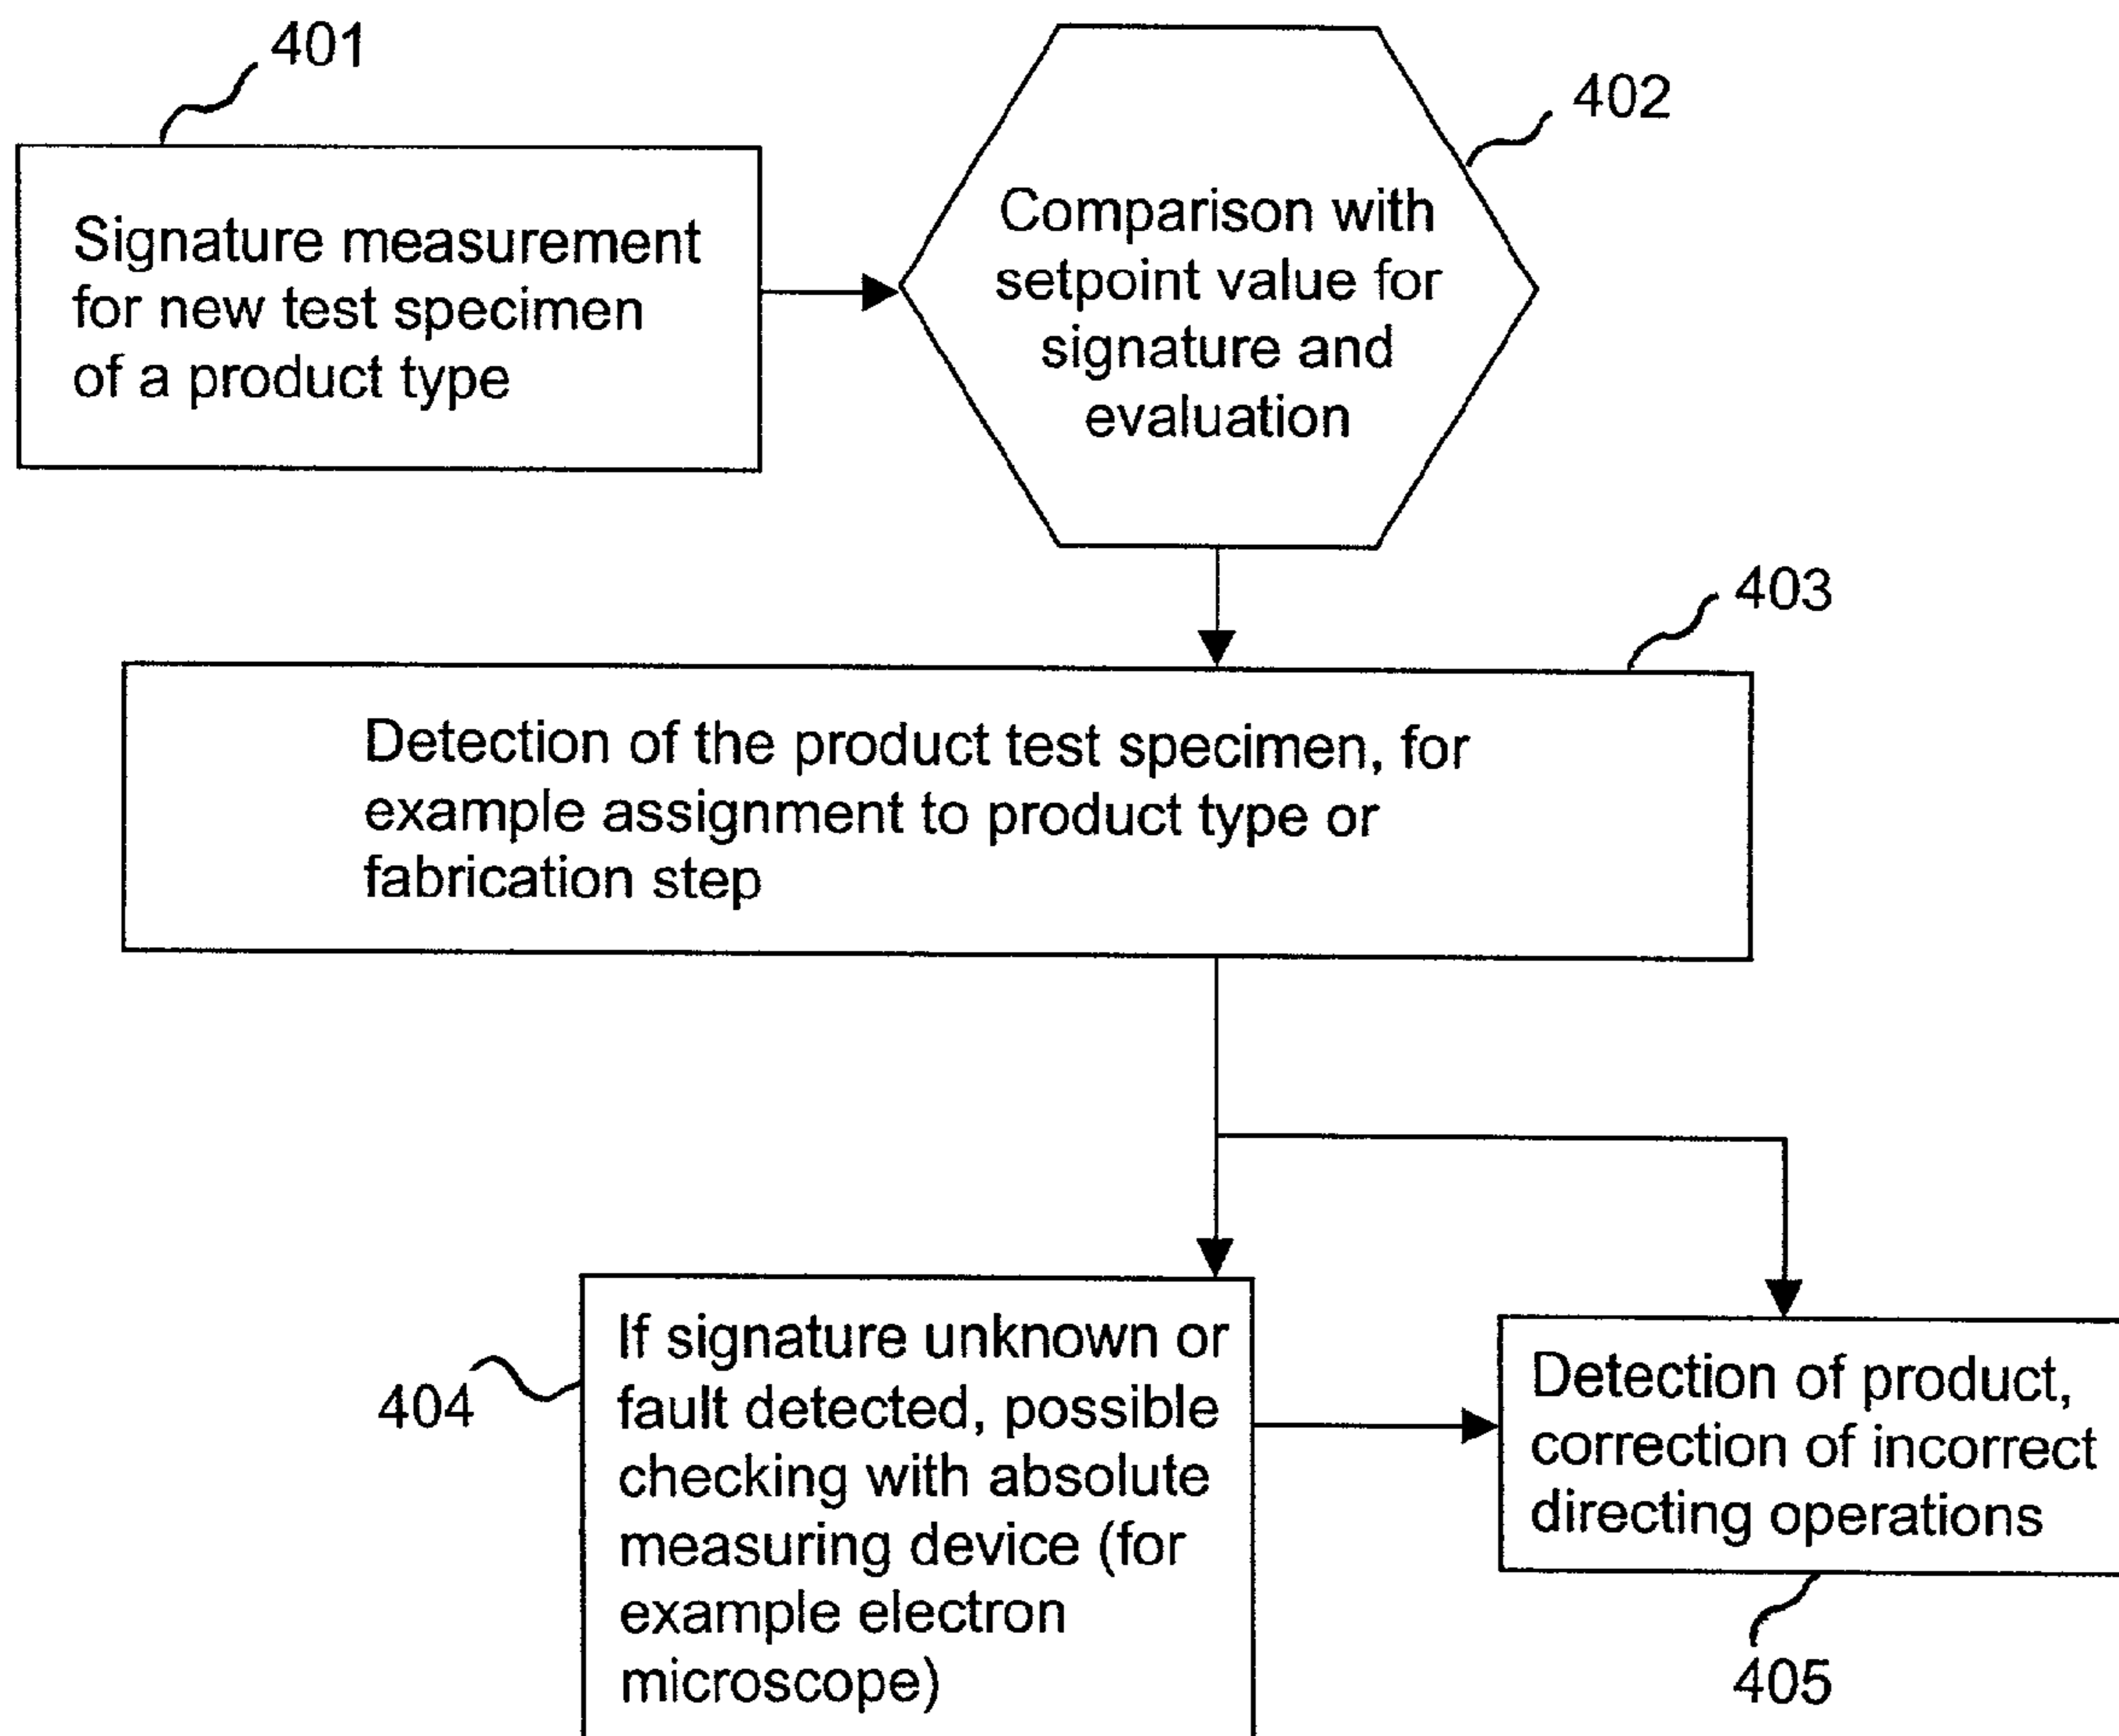 401
Signature measurement
for new test specimen
of a product type
402
Comparison with
setpoint value for
signature and
evaluation
403
Detection of the product test specimen, for
example assignment to product type or
fabrication step
404
If signature unknown or
fault detected, possible
checking with absolute
measuring device (for
example electron
microscope)
Detection of product,
correction of incorrect
directing operations
405